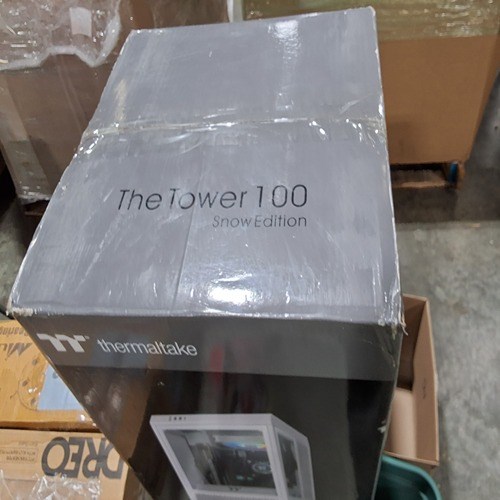 The Tower 100
Snow Edition
thermaltake
DREO